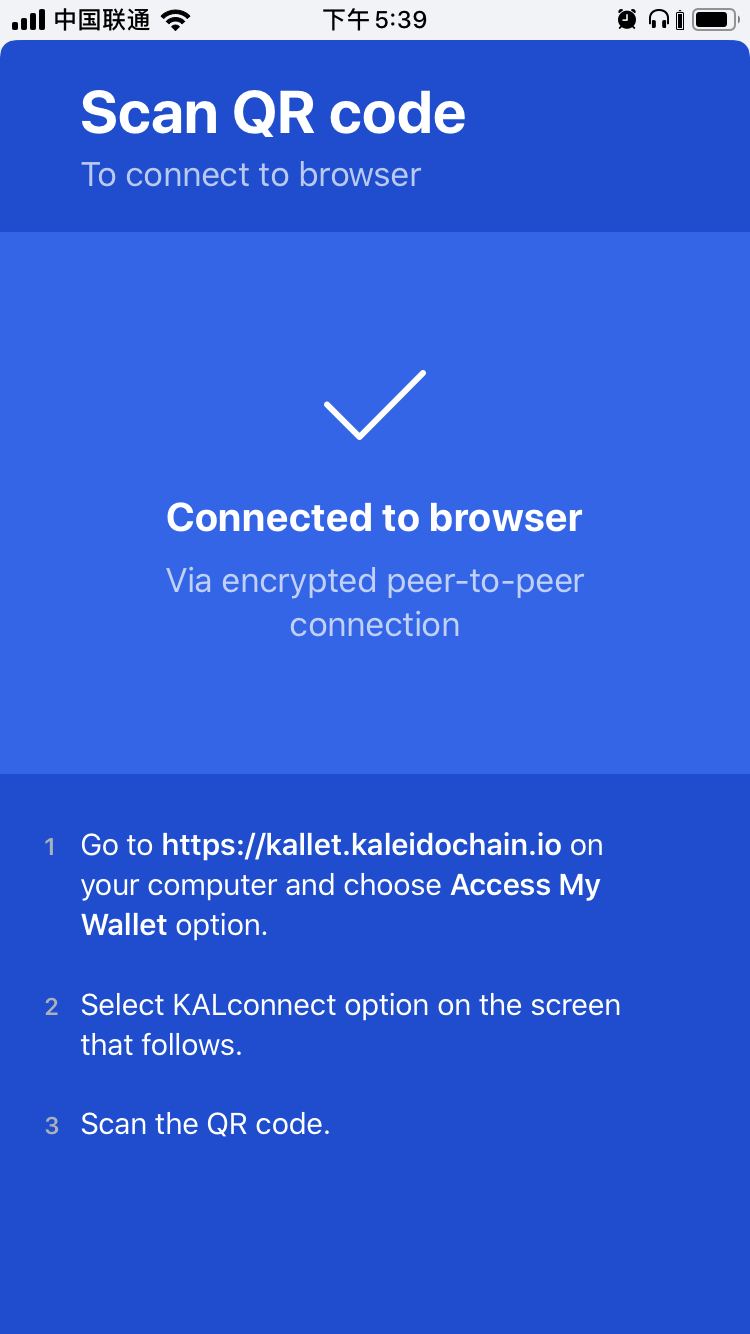 中国联通 下午5:39
Scan QR code
To connect to browser
Connected to browser
Via encrypted peer-to-peer
connection
1 Go to https://kallet.kaleidochain.io on
your computer and choose Access My
Wallet option.
2 Select KALconnect option on the screen
that follows.
3 Scan the QR code.